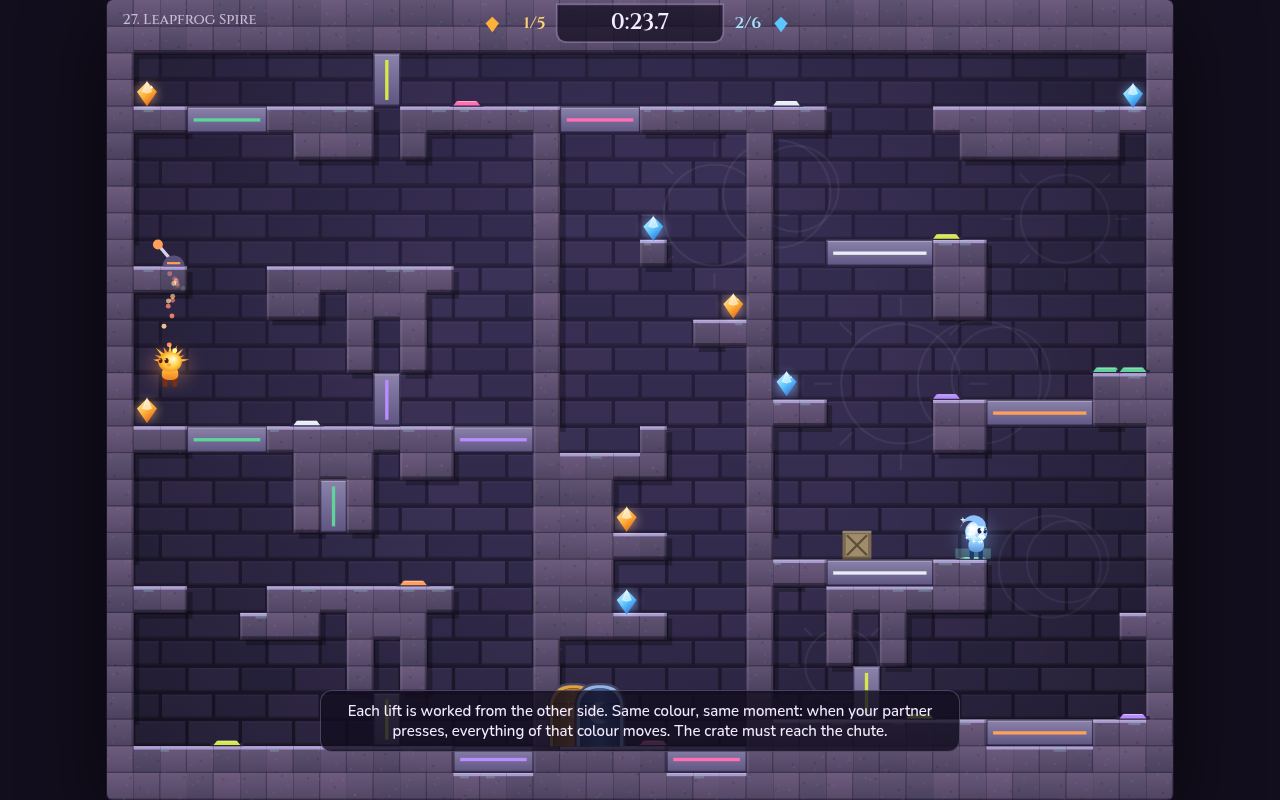 27. Leapfrog Spire
1/5
0:23.7
2/6
Each lift is worked from the other side. Same colour, same moment: when your partner
presses, everything of that colour moves. The crate must reach the chute.